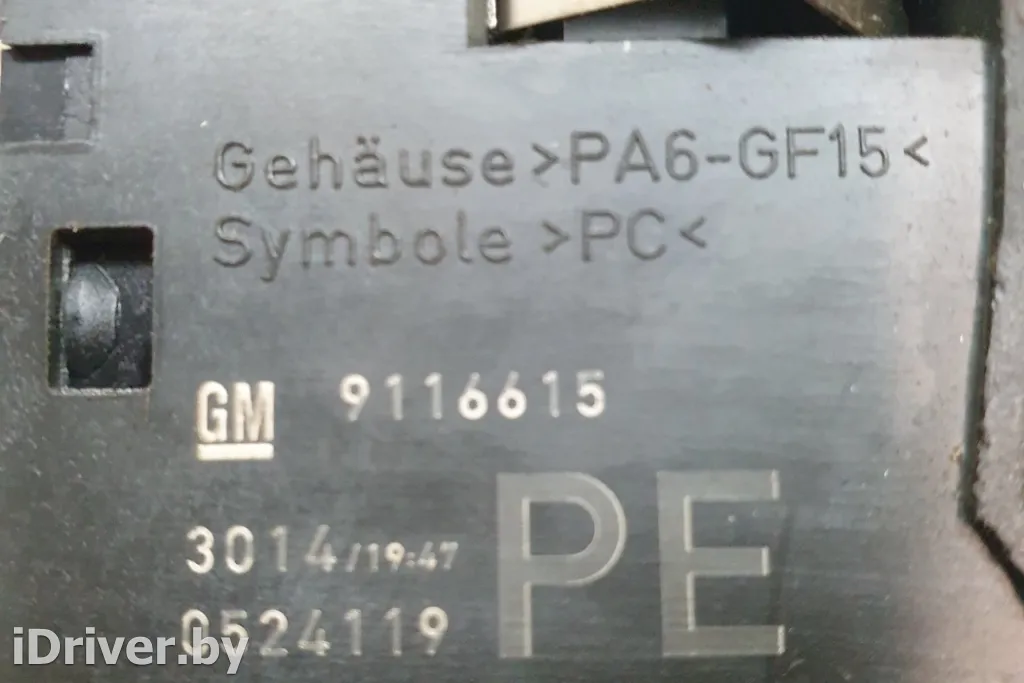 Gehäuse >PA6-GF15<
Symbole >PC<
GM 9116615
3014/19:47
0524119
PE
iDriver.by